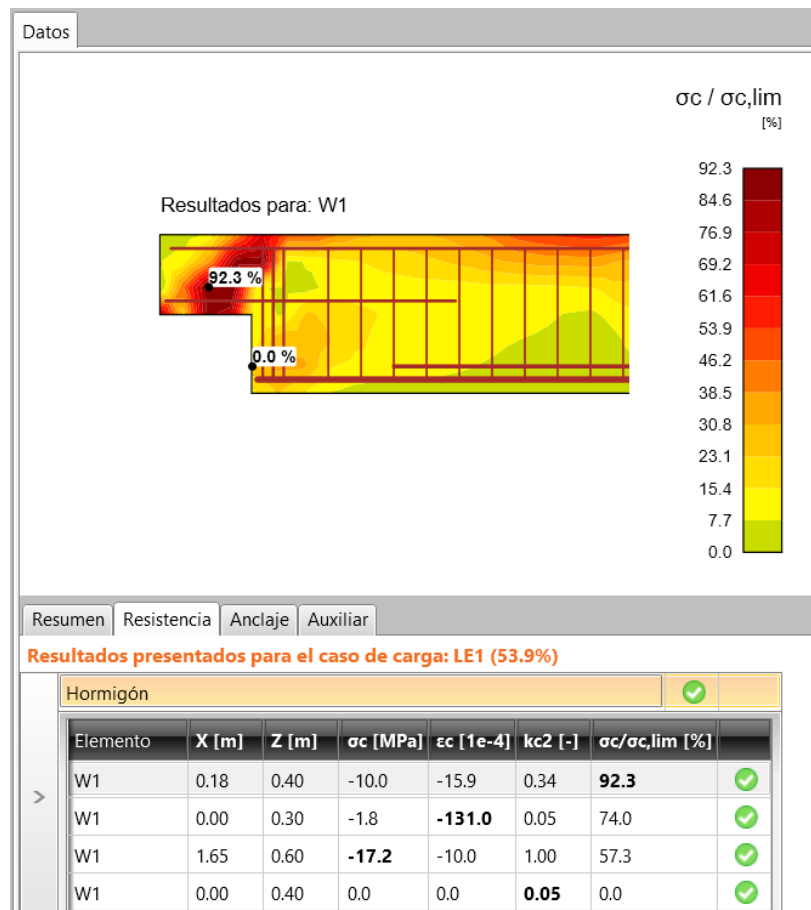 Datos
σc / σc,lim
[%]
Resultados para: W1
92.3
84.6
76.9
69.2
61.6
53.9
46.2
38.5
30.8
23.1
15.4
7.7
0.0
92.3 %
0.0 %
Resumen Resistencia Anclaje Auxiliar
Resultados presentados para el caso de carga: LE1 (53.9%)
Hormigón
Elemento X [m] Z [m] σc [MPa] εc [1e-4] kc2 [-] σc/σc,lim [%]
W1 0.18 0.40 -10.0 -15.9 0.34 92.3
W1 0.00 0.30 -1.8 -131.0 0.05 74.0
W1 1.65 0.60 -17.2 -10.0 1.00 57.3
W1 0.00 0.40 0.0 0.0 0.05 0.0